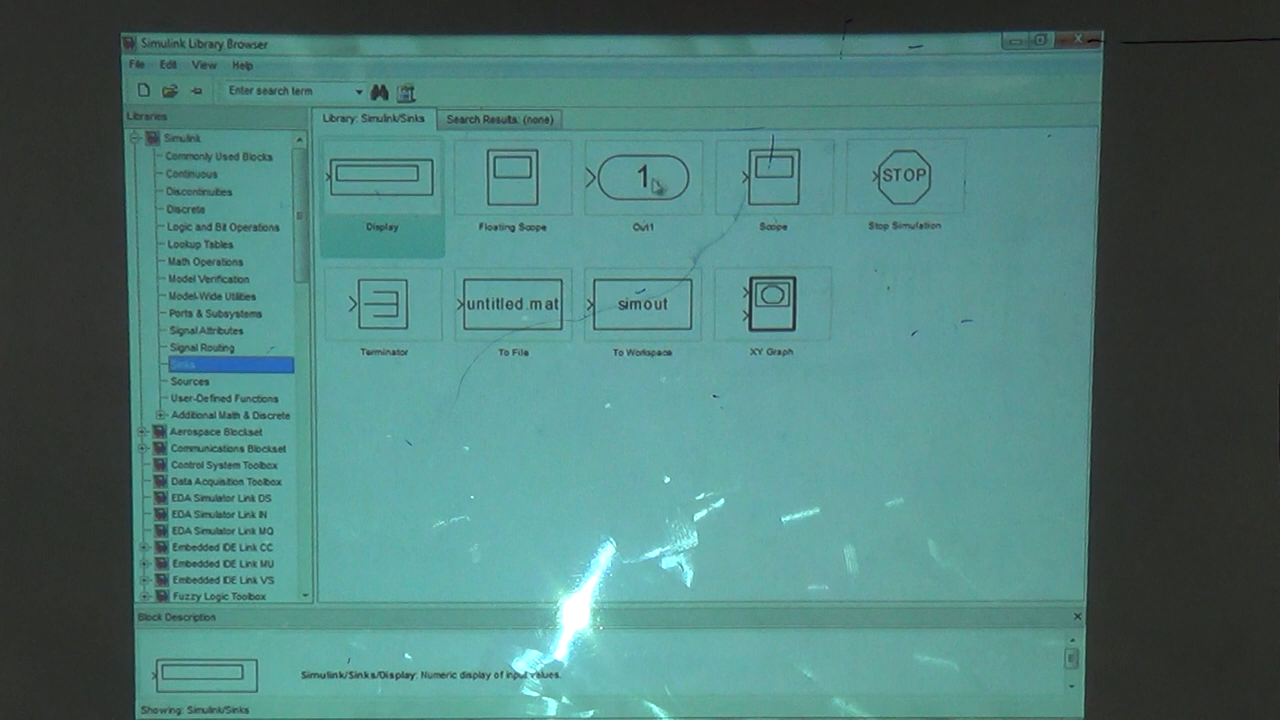 Simulink Library Browser
File Edit View Help
Enter search term
Libraries
Library: Simulink/Sinks
Search Results: (none)
Simulink
Commonly Used Blocks
Continuous
Discontinuities
Discrete
Logic and Bit Operations
Lookup Tables
Math Operations
Model Verification
Model-Wide Utilities
Ports & Subsystems
Signal Attributes
Signal Routing
Sinks
Sources
User-Defined Functions
Additional Math & Discrete
Aerospace Blockset
Communications Blockset
Control System Toolbox
Data Acquisition Toolbox
EDA Simulator Link DS
EDA Simulator Link IN
EDA Simulator Link MQ
Embedded IDE Link CC
Embedded IDE Link MU
Embedded IDE Link VS
Fuzzy Logic Toolbox
1
STOP
Display
Floating Scope
Out1
Scope
Stop Simulation
untitled.mat
simout
Terminator
To File
To Workspace
XY Graph
Block Description
Simulink/Sinks/Display: Numeric display of input values.
Showing: Simulink/Sinks